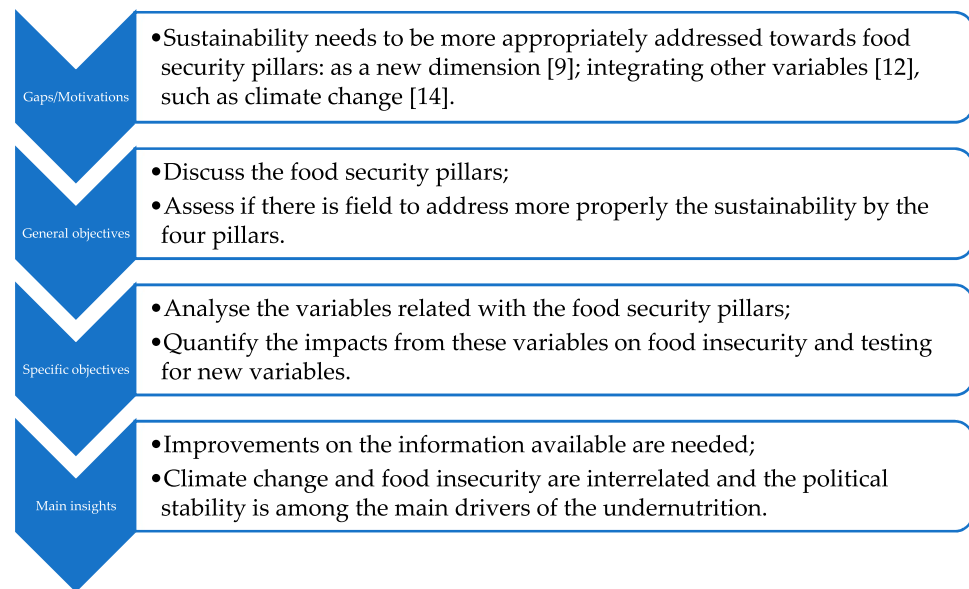 Gaps/Motivations
•Sustainability needs to be more appropriately addressed towards food
security pillars: as a new dimension [9]; integrating other variables [12],
such as climate change [14].
General objectives
•Discuss the food security pillars;
•Assess if there is field to address more properly the sustainability by the
four pillars.
Specific objectives
•Analyse the variables related with the food security pillars;
•Quantify the impacts from these variables on food insecurity and testing
for new variables.
Main insights
•Improvements on the information available are needed;
•Climate change and food insecurity are interrelated and the political
stability is among the main drivers of the undernutrition.